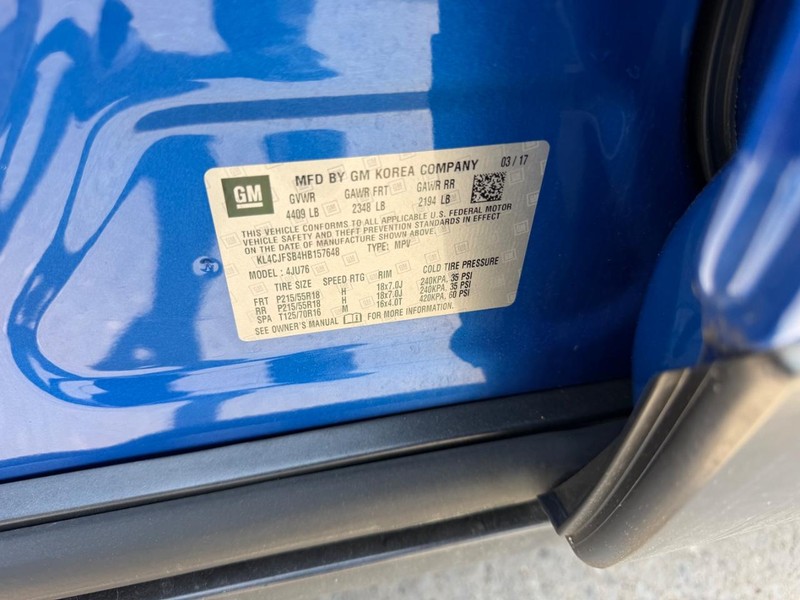 GM
MFD BY GM KOREA COMPANY 03 / 17
GVWR GAWR FRT GAWR RR
4409 LB 2348 LB 2194 LB
THIS VEHICLE CONFORMS TO ALL APPLICABLE U.S. FEDERAL MOTOR
VEHICLE SAFETY AND THEFT PREVENTION STANDARDS IN EFFECT
ON THE DATE OF MANUFACTURE SHOWN ABOVE.
KL4CJFSB4HB157648 TYPE: MPV
MODEL : 4JU76
TIRE SIZE SPEED RTG RIM COLD TIRE PRESSURE
FRT P215/55R18 H 18x7.0J 240KPA, 35 PSI
RR P215/55R18 H 18x7.0J 240KPA, 35 PSI
SPA T125/70R16 M 16x4.0T 420KPA, 60 PSI
SEE OWNER'S MANUAL FOR MORE INFORMATION.